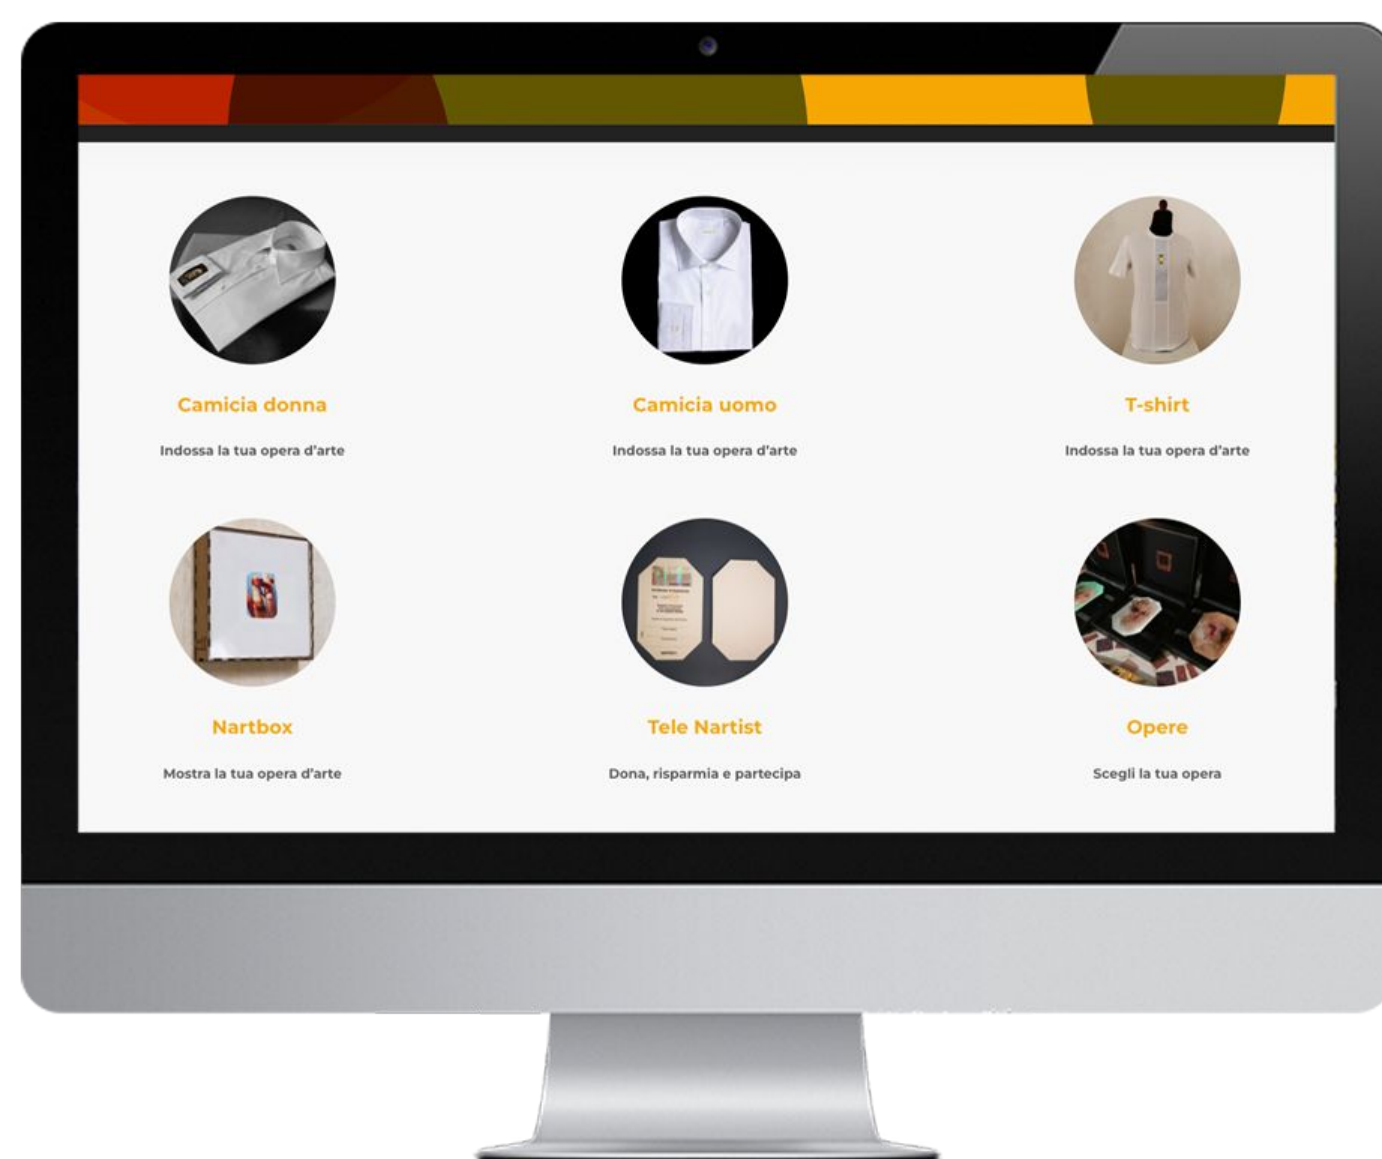 Camicia donna
Indossa la tua opera d'arte
Camicia uomo
Indossa la tua opera d'arte
T-shirt
Indossa la tua opera d'arte
Nartbox
Mostra la tua opera d'arte
Tele Nartist
Dona, risparmia e partecipa
Opere
Scegli la tua opera